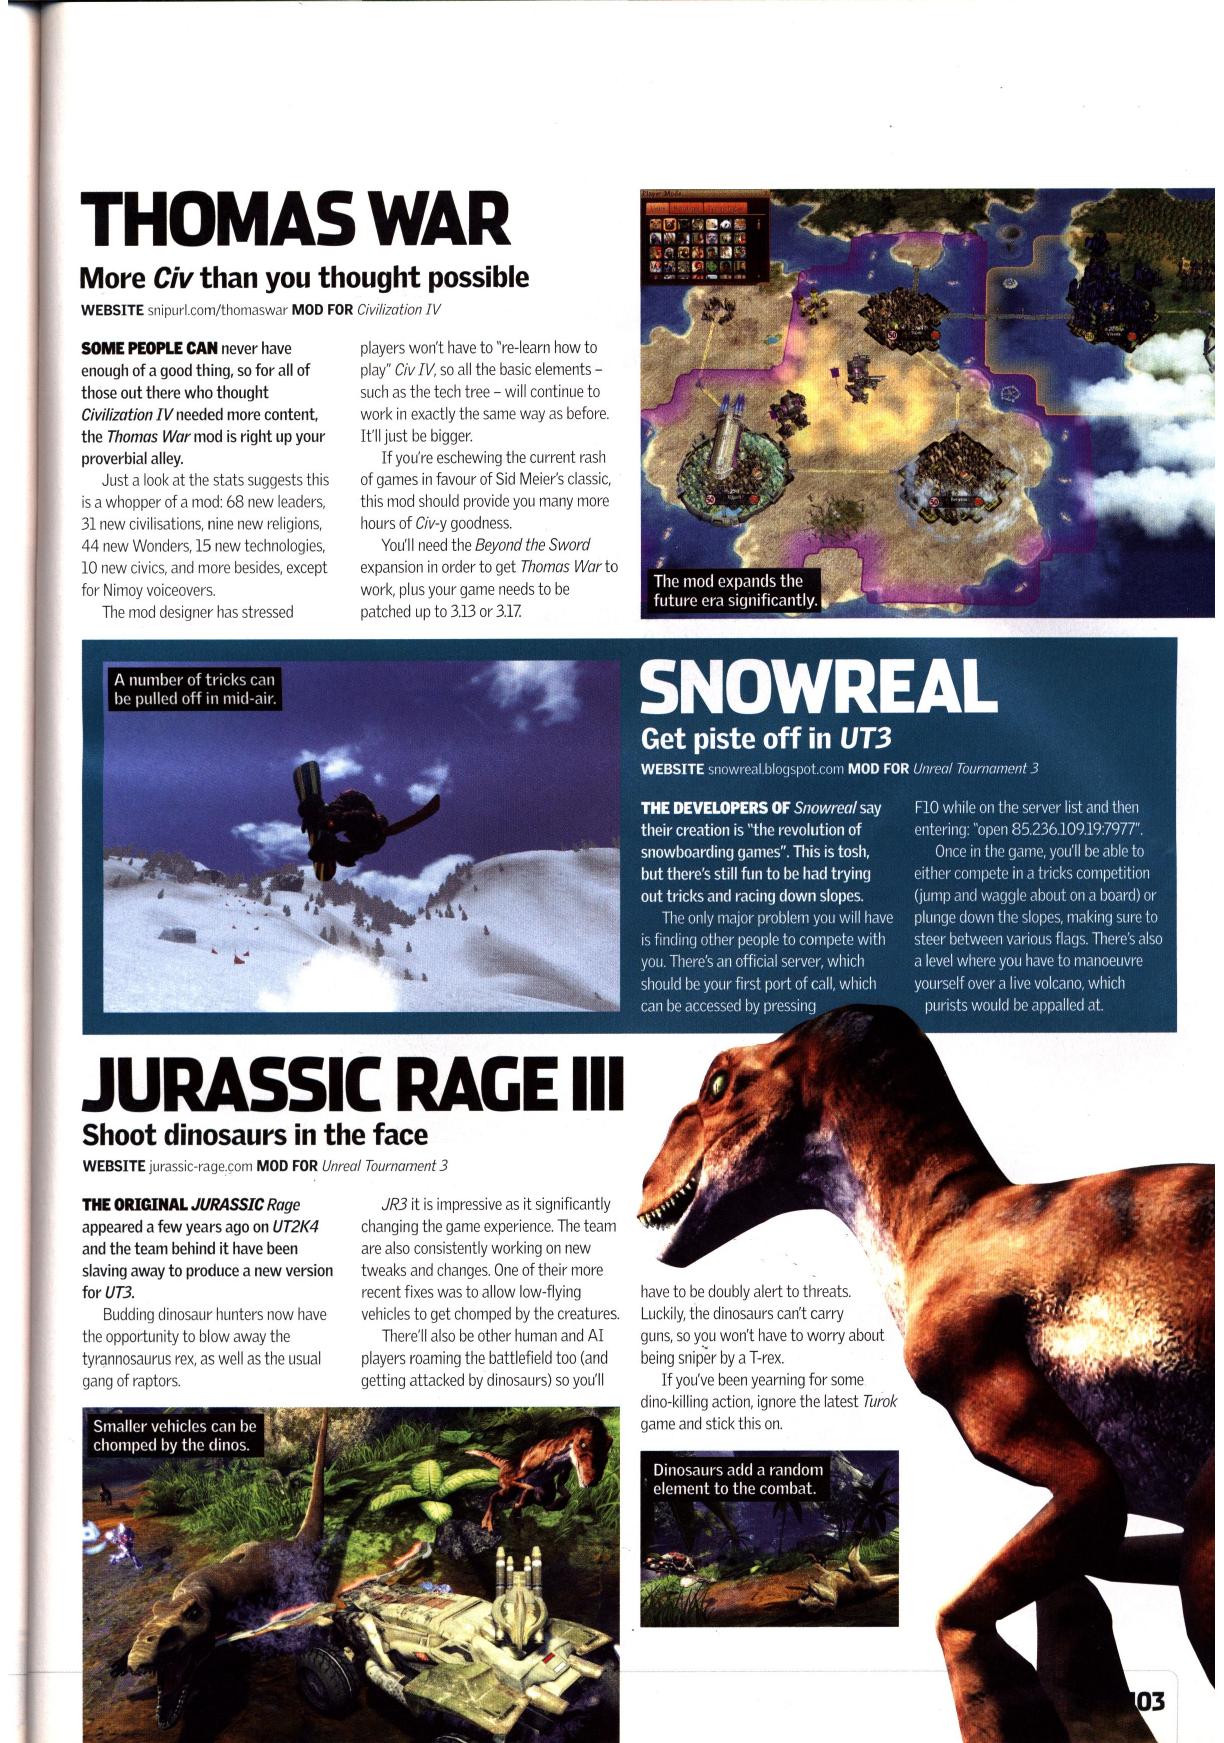 THOMAS WAR
More Civ than you thought possible
WEBSITE snipurl.com/thomaswar MOD FOR Civilization IV
SOME PEOPLE CAN never have
enough of a good thing, so for all of
those out there who thought
Civilization IV needed more content,
the Thomas War mod is right up your
proverbial alley.
Just a look at the stats suggests this
is a whopper of a mod: 68 new leaders,
31 new civilisations, nine new religions,
44 new Wonders, 15 new technologies,
10 new civics, and more besides, except
for Nimoy voiceovers.
The mod designer has stressed
players won't have to "re-learn how to
play" Civ IV, so all the basic elements –
such as the tech tree – will continue to
work in exactly the same way as before.
It'll just be bigger.
If you're eschewing the current rash
of games in favour of Sid Meier's classic,
this mod should provide you many more
hours of Civ-y goodness.
You'll need the Beyond the Sword
expansion in order to get Thomas War to
work, plus your game needs to be
patched up to 3.13 or 3.17.
The mod expands the
future era significantly.
A number of tricks can
be pulled off in mid-air.
SNOWREAL
Get piste off in UT3
WEBSITE snowreal.blogspot.com MOD FOR Unreal Tournament 3
THE DEVELOPERS OF Snowreal say
their creation is "the revolution of
snowboarding games". This is tosh,
but there's still fun to be had trying
out tricks and racing down slopes.
The only major problem you will have
is finding other people to compete with
you. There's an official server, which
should be your first port of call, which
can be accessed by pressing
F10 while on the server list and then
entering: "open 85.236.109.19:7977".
Once in the game, you'll be able to
either compete in a tricks competition
(jump and waggle about on a board) or
plunge down the slopes, making sure to
steer between various flags. There's also
a level where you have to manoeuvre
yourself over a live volcano, which
purists would be appalled at.
JURASSIC RAGE III
Shoot dinosaurs in the face
WEBSITE jurassic-rage.com MOD FOR Unreal Tournament 3
THE ORIGINAL JURASSIC Rage
appeared a few years ago on UT2K4
and the team behind it have been
slaving away to produce a new version
for UT3.
Budding dinosaur hunters now have
the opportunity to blow away the
tyrannosaurus rex, as well as the usual
gang of raptors.
JR3 it is impressive as it significantly
changing the game experience. The team
are also consistently working on new
tweaks and changes. One of their more
recent fixes was to allow low-flying
vehicles to get chomped by the creatures.
There'll also be other human and AI
players roaming the battlefield too (and
getting attacked by dinosaurs) so you'll
have to be doubly alert to threats.
Luckily, the dinosaurs can't carry
guns, so you won't have to worry about
being sniper by a T-rex.
If you've been yearning for some
dino-killing action, ignore the latest Turok
game and stick this on.
Smaller vehicles can be
chomped by the dinos.
Dinosaurs add a random
element to the combat.
103